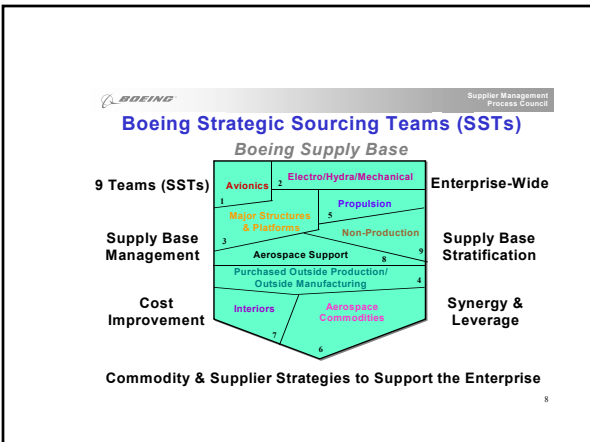 BOEING
Supplier Management
Process Council
Boeing Strategic Sourcing Teams (SSTs)
Boeing Supply Base
9 Teams (SSTs)
Avionics
1
2
Electro/Hydra/Mechanical
Enterprise-Wide
Major Structures
& Platforms
3
5
Propulsion
Supply Base
Management
Non-Production
9
Supply Base
Stratification
Aerospace Support
8
Purchased Outside Production/
Outside Manufacturing
4
Cost
Improvement
Interiors
7
Aerospace
Commodities
6
Synergy &
Leverage
Commodity & Supplier Strategies to Support the Enterprise
8